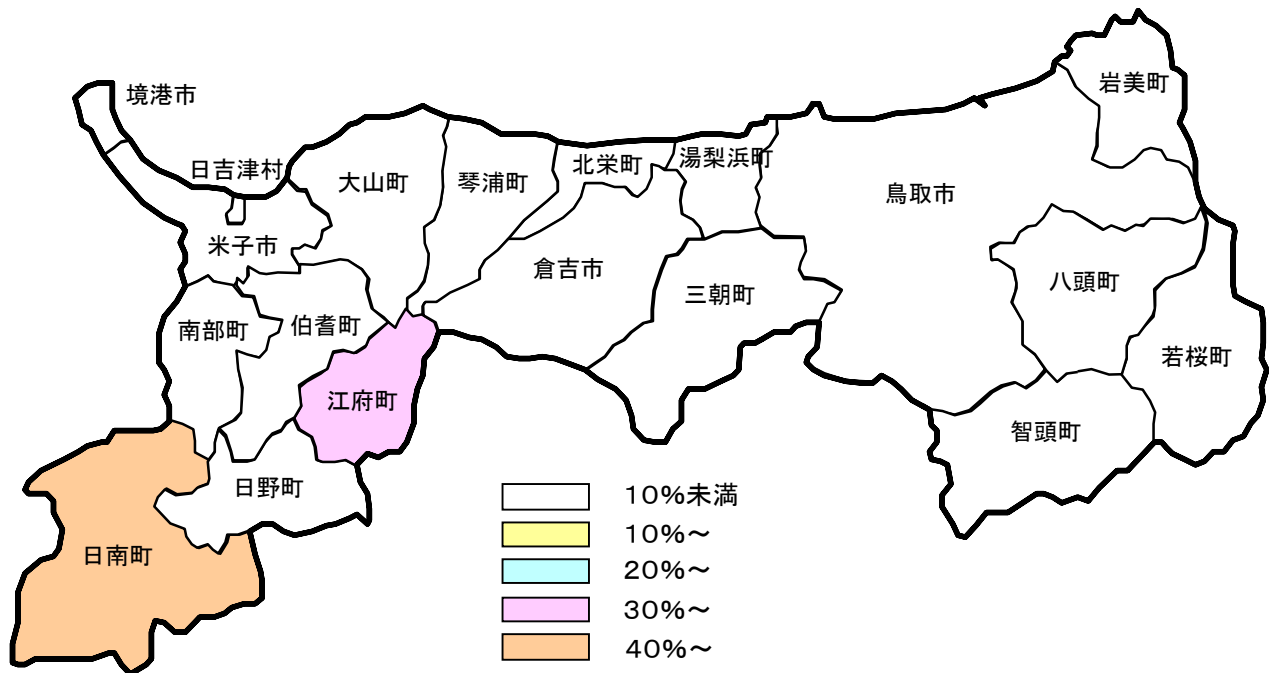 境港市
岩美町
日吉津村
大山町
琴浦町
北栄町
湯梨浜町
鳥取市
米子市
倉吉市
三朝町
八頭町
南部町
伯耆町
若桜町
江府町
智頭町
日野町
日南町
10%未満
10%～
20%～
30%～
40%～